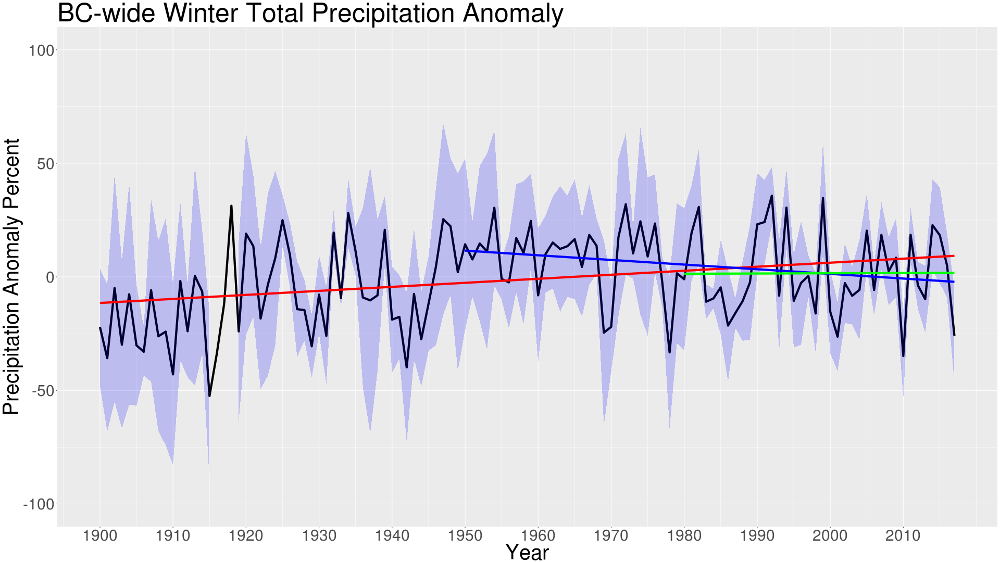 BC-wide Winter Total Precipitation Anomaly
Precipitation Anomaly Percent
100
50
0
-50
-100
1900 1910 1920 1930 1940 1950 1960 1970 1980 1990 2000 2010
Year